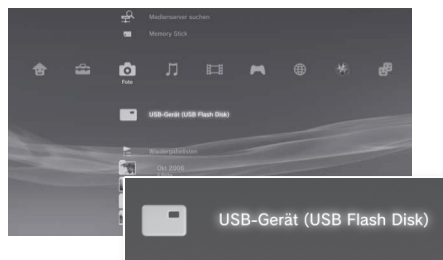 Medienserver suchen
Memory Stick
Foto
USB-Gerät (USB Flash Disk)
Wiedergabelisten
Okt 2006
USB-Gerät (USB Flash Disk)